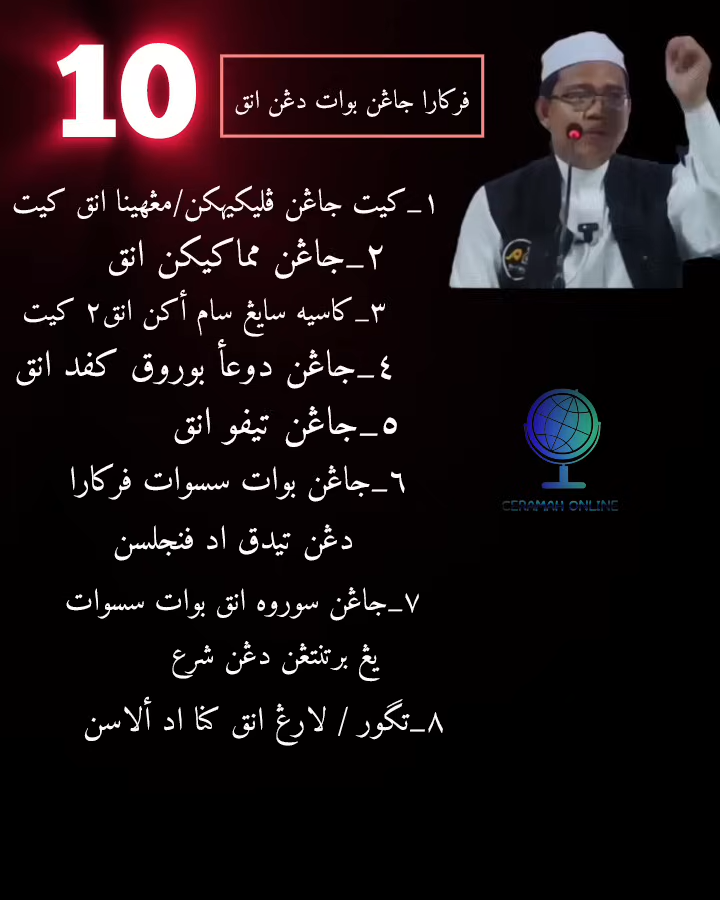 10
فركارا جاڠن بوات دڠن انق
١_كيت جاڠن ڤليكيهكن/مڠهينا انق كيت
٢_جاڠن مماكيكن انق
٣_كاسيه سايڠ سام أكن انق٢ كيت
٤_جاڠن دوعأ بوروق كفد انق
٥_جاڠن تيفو انق
٦_جاڠن بوات سسوات فركارا
دڠن تيدق اد فنجلسن
٧_جاڠن سوروه انق بوات سسوات
يڠ برتنتڠن دڠن شرع
٨_تگور / لارڠ انق كنا اد ألاسن
CERAMAH ONLINE